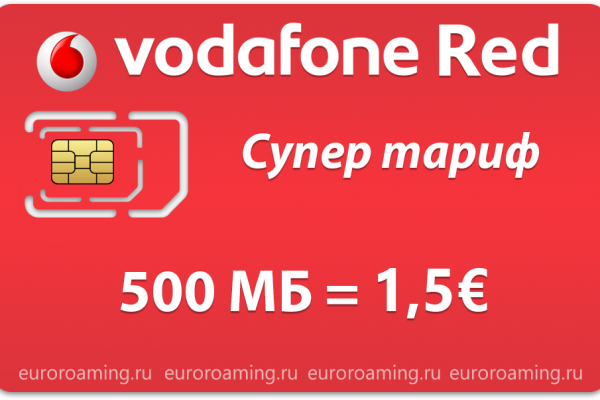 vodafone Red
Супер тариф
500 МБ = 1,5€
euroroaming.ru euroroaming.ru euroroaming.ru euroroaming.ru